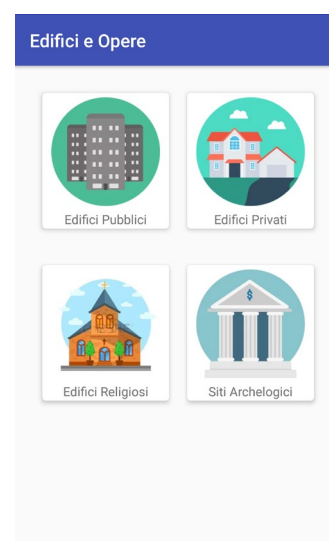 Edifici e Opere
Edifici Pubblici
Edifici Privati
Edifici Religiosi
Siti Archelogici